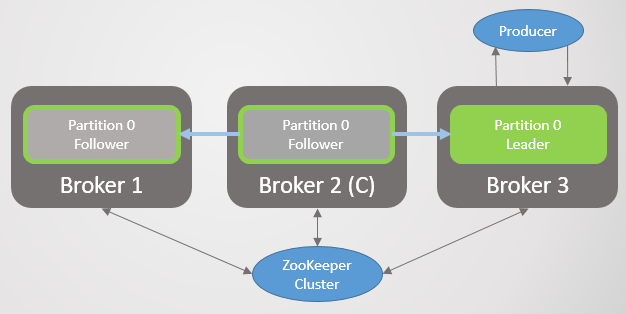 Producer
Partition 0
Follower
Partition 0
Follower
Partition 0
Leader
Broker 1
Broker 2 (C)
Broker 3
ZooKeeper
Cluster